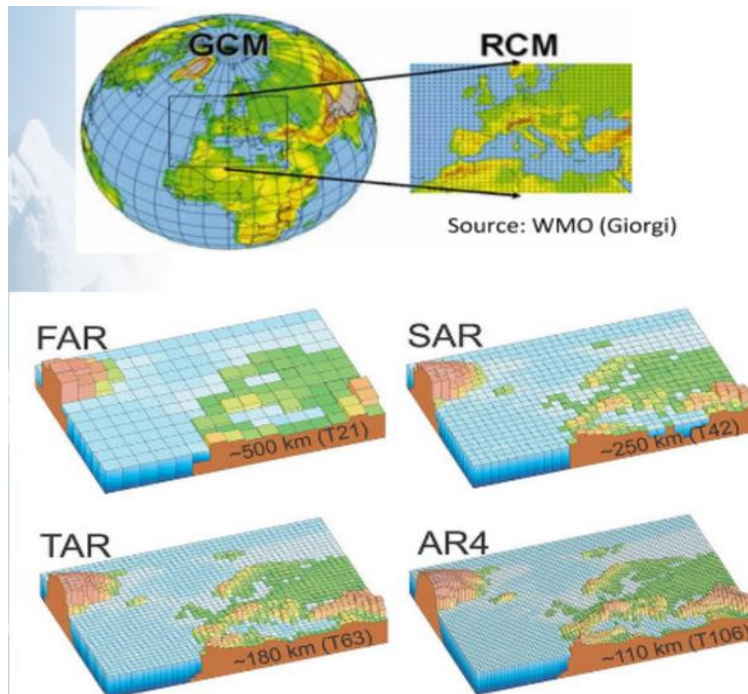 GCM
RCM
Source: WMO (Giorgi)
FAR
~500 km (T21)
SAR
~250 km (T42)
TAR
~180 km (T63)
AR4
~110 km (T106)